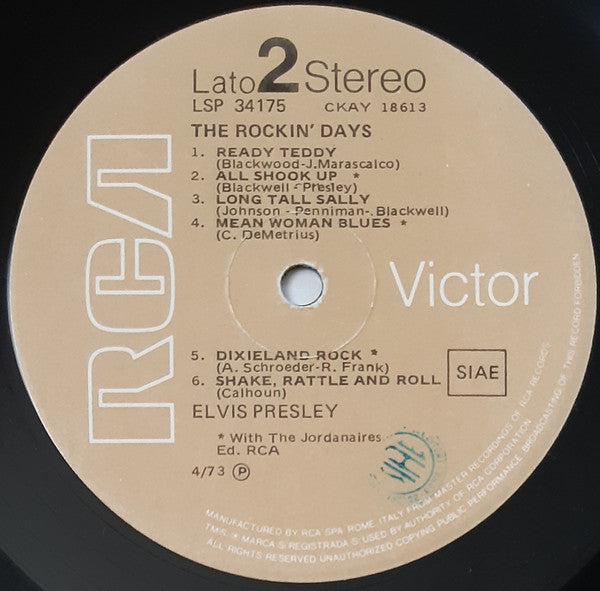 Lato 2 Stereo
LSP 34175 CKAY 18613
THE ROCKIN' DAYS
1. READY TEDDY
(Blackwood-J.Marascalco)
2. ALL SHOOK UP *
(Blackwell - Presley)
3. LONG TALL SALLY
(Johnson - Penniman-.Blackwell)
4. MEAN WOMAN BLUES *
(C. DeMetrius)
RCA Victor
5. DIXIELAND ROCK *
(A. Schroeder-R. Frank)
6. SHAKE, RATTLE AND ROLL
(Calhoun)
SIAE
ELVIS PRESLEY
* With The Jordanaires
Ed. RCA
4/73 Ⓟ
MANUFACTURED BY RCA SPA ROME, ITALY FROM MASTER RECORDINGS OF RCA RECORDS
TMS ® MARCA S REGISTRADA S USED BY AUTHORITY OF RCA CORPORATION
ALL RIGHTS RESERVED UNAUTHORIZED COPYING PUBLIC PERFORMANCE BROADCASTING OF THIS RECORD FORBIDDEN